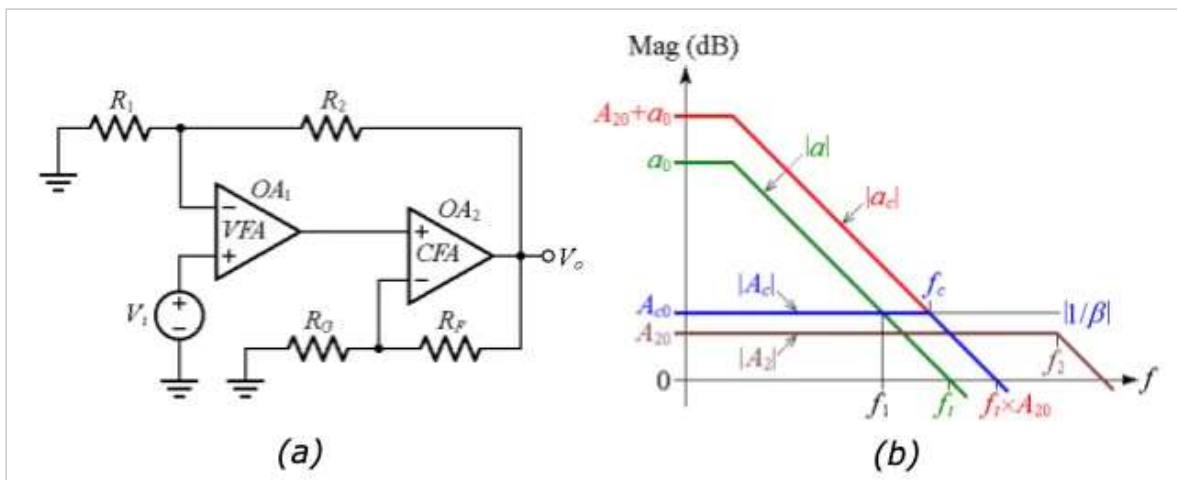 R1
R2
OA1
VFA
OA2
CFA
Vo
Vi
RG
RF
(a)
Mag (dB)
A20+a0
|a|
a0
|ac|
|Ac|
fc
Ac0
|1/β|
A20
|A2|
f2
0
f
f1
ft
ft×A20
(b)